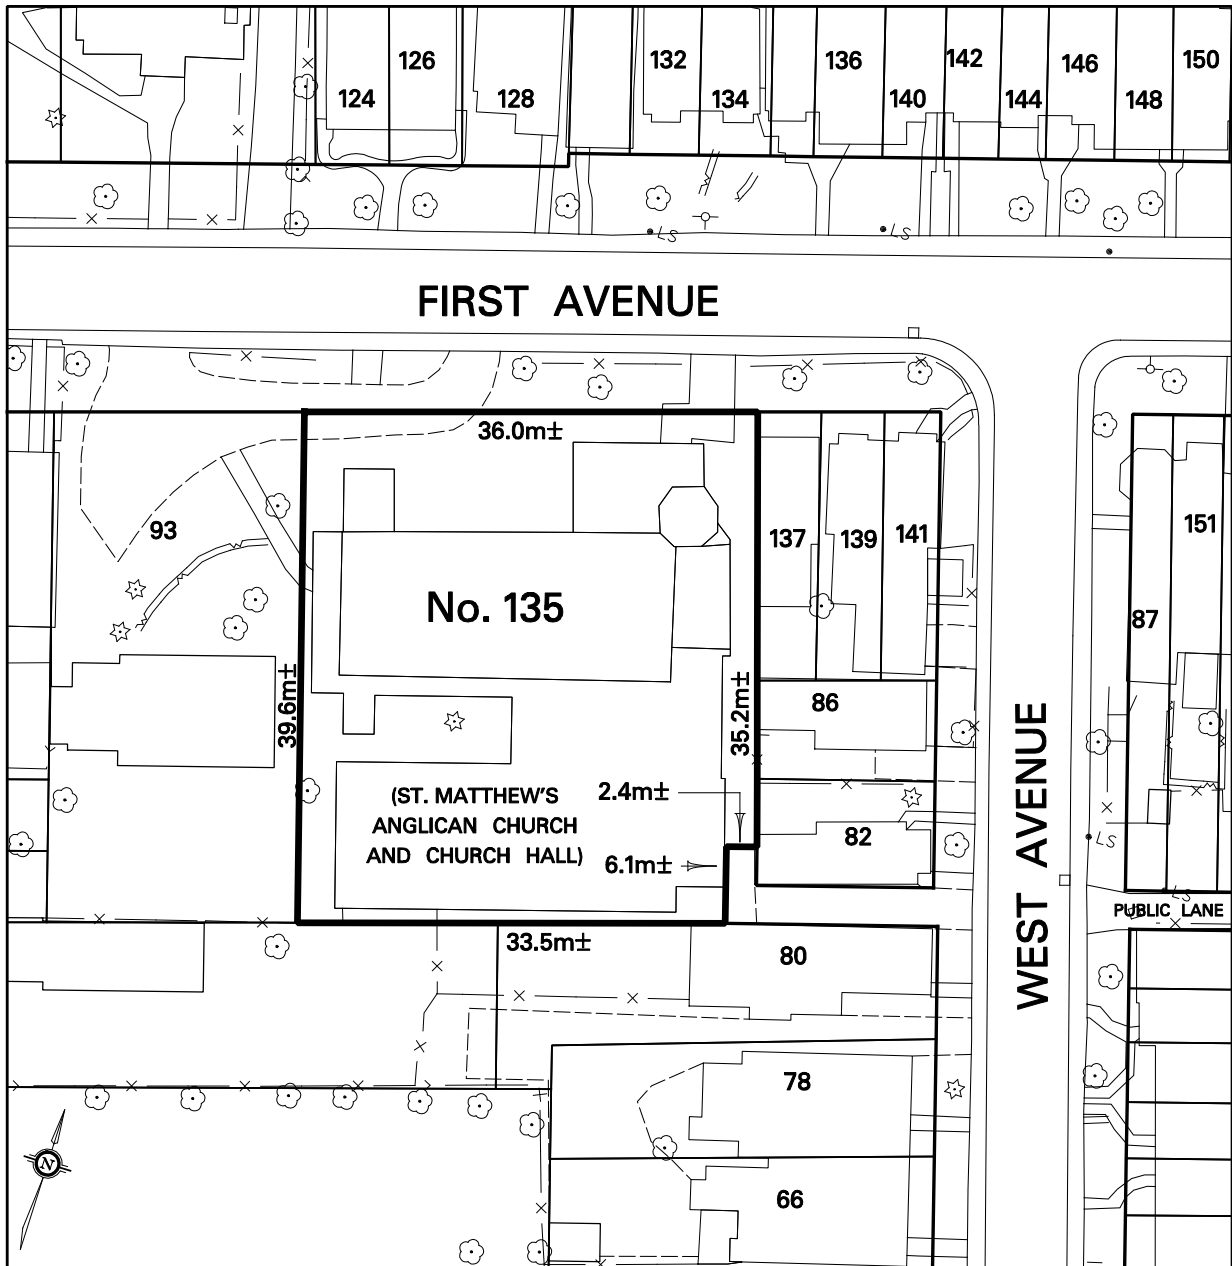 126
132
136
142
146
150
124
128
134
140
144
148
LS
LS
FIRST AVENUE
36.0m±
93
137
139
141
151
No. 135
87
39.6m±
35.2m±
86
WEST AVENUE
(ST. MATTHEW'S
ANGLICAN CHURCH
AND CHURCH HALL)
2.4m±
82
LS
6.1m±
LS
PUBLIC LANE
33.5m±
80
78
N
66